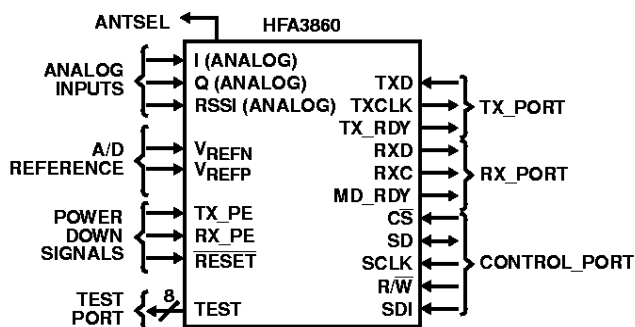 ANTSEL
HFA3860
ANALOG
INPUTS
I (ANALOG)
Q (ANALOG)
RSSI (ANALOG)
A/D
REFERENCE
VREFN
VREFP
POWER
DOWN
SIGNALS
TX_PE
RX_PE
RESET
TEST
PORT
8
TEST
TXD
TXCLK
TX_RDY
TX_PORT
RXD
RXC
MD_RDY
RX_PORT
CS
SD
SCLK
R/W
SDI
CONTROL_PORT